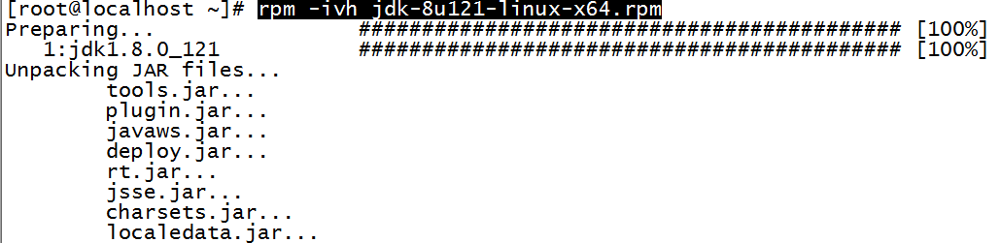 [root@localhost ~]# rpm -ivh jdk-8u121-linux-x64.rpm
Preparing... ########################################### [100%]
1:jdk1.8.0_121 ########################################### [100%]
Unpacking JAR files...
tools.jar...
plugin.jar...
javaws.jar...
deploy.jar...
rt.jar...
jsse.jar...
charsets.jar...
localedata.jar...